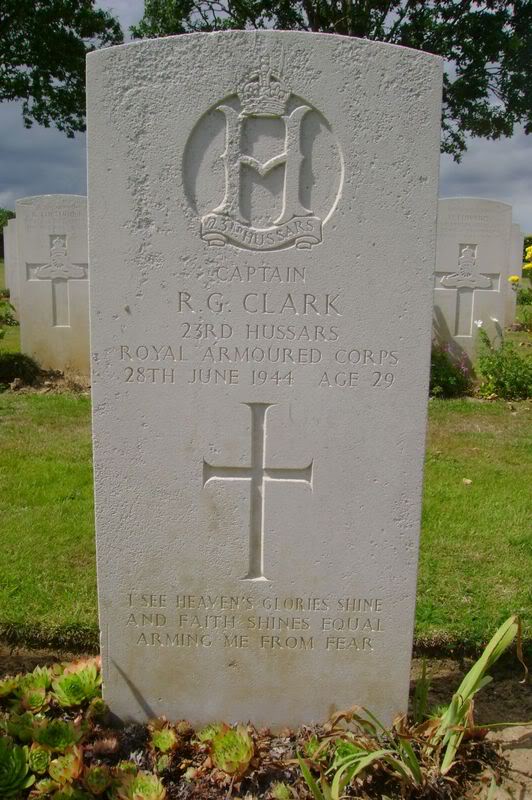 H
23RD HUSSARS
CAPTAIN
R. G. CLARK
23RD HUSSARS
ROYAL ARMOURED CORPS
28TH JUNE 1944 AGE 29
I SEE HEAVEN'S GLORIES SHINE
AND FAITH SHINES EQUAL
ARMING ME FROM FEAR